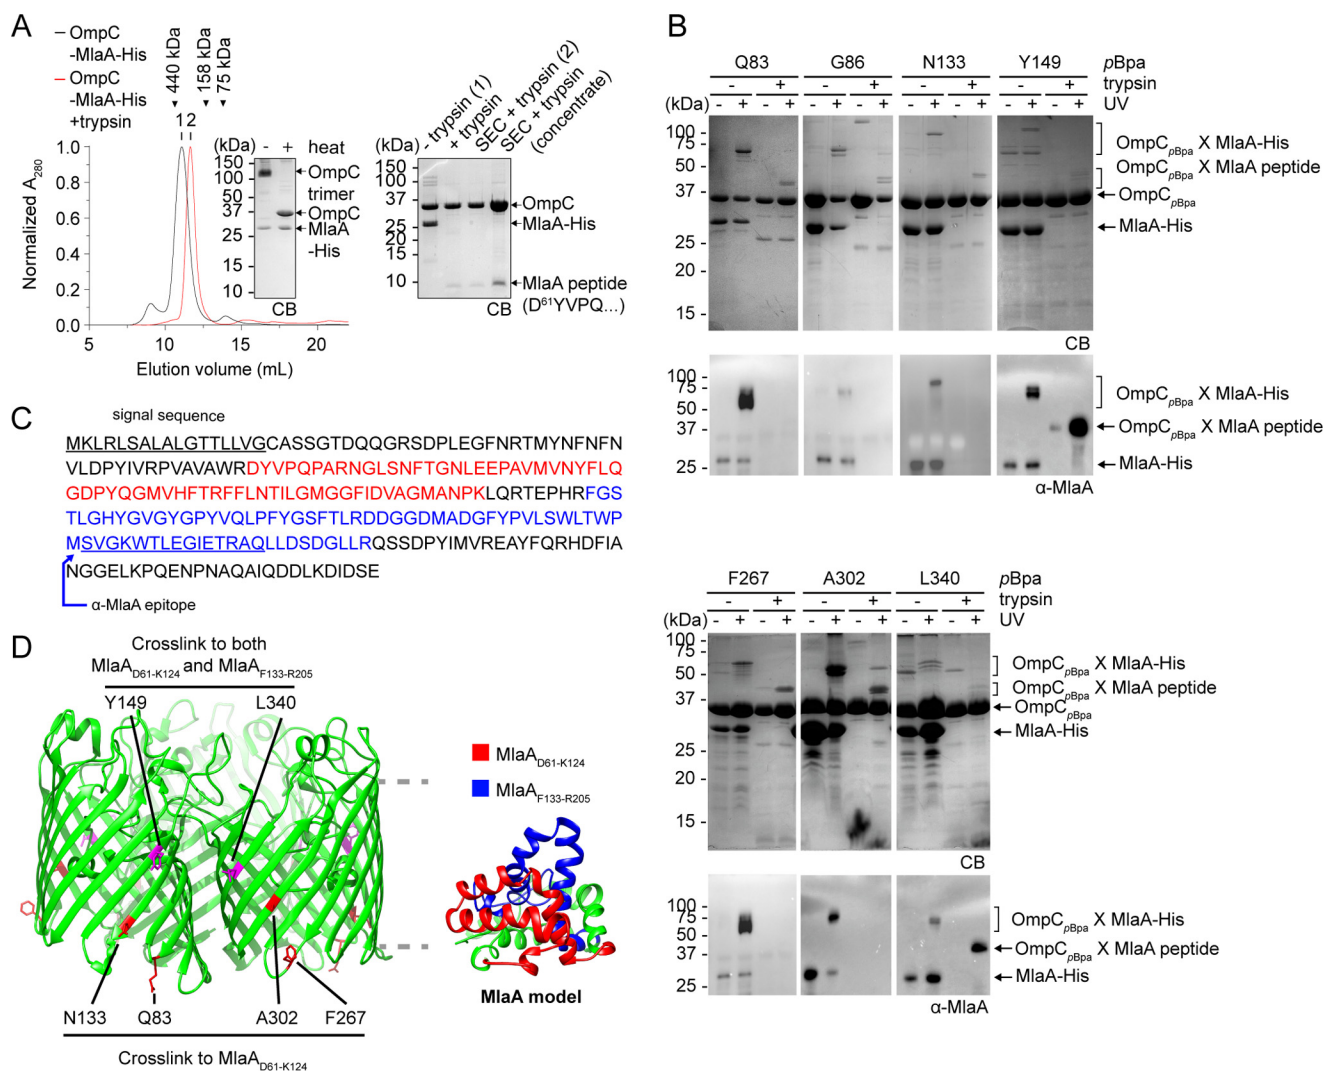 A
OmpC
-MlaA-His
OmpC
-MlaA-His
+trypsin
440 kDa
158 kDa
75 kDa
1 2
Normalized A280
1.0
0.8
0.6
0.4
0.2
0.0
5
10
15
20
Elution volume (mL)
(kDa)
- + heat
150
100
75
50
37
25
15
10
OmpC
trimer
OmpC
MlaA
-His
CB
- trypsin (1)
+ trypsin
SEC + trypsin (2)
SEC + trypsin
(concentrate)
(kDa)
150
100
75
50
37
25
20
15
10
OmpC
MlaA-His
MlaA peptide
(D61YVPQ...)
CB
B
Q83 G86 N133 Y149 pBpa
- + - + - + - + trypsin
(kDa) - + - + - + - + - + - + - + - + UV
100
75
50
37
25
20
15
OmpCpBpa X MlaA-His
OmpCpBpa X MlaA peptide
OmpCpBpa
MlaA-His
CB
100
75
50
37
25
OmpCpBpa X MlaA-His
OmpCpBpa X MlaA peptide
MlaA-His
α-MlaA
F267 A302 L340 pBpa
- + - + - + trypsin
(kDa) - + - + - + - + - + - + UV
100
75
50
37
25
20
15
OmpCpBpa X MlaA-His
OmpCpBpa X MlaA peptide
OmpCpBpa
MlaA-His
CB
100
75
50
37
25
OmpCpBpa X MlaA-His
OmpCpBpa X MlaA peptide
MlaA-His
α-MlaA
C
signal sequence
MKLRLSALALGTTLLVGCASSGTDQQGRSDPLEGFNRTMYNFNFN
VLDPYIVRPVAVAWRDYVPQPARNGLSNFTGNLEEPAVMVNYFLQ
GDPYQGMVHFTRFFLNTILGMGGFIDVAGMANPKLQRTEPHRFGS
TLGHYGVGYGPYVQLPFYGSFTLRDDGGDMADGFYPVLSWLTWP
MSVGKWTLEGIETRAQLLDSDGLLRQSSDPYIMVREAYFQRHDFIA
NGGELKPQENPNAQAIQDDLKDIDSE
α-MlaA epitope
D
Crosslink to both
MlaAD61-K124 and MlaAF133-R205
Y149 L340
N133 Q83 A302 F267
Crosslink to MlaAD61-K124
MlaAD61-K124
MlaAF133-R205
MlaA model